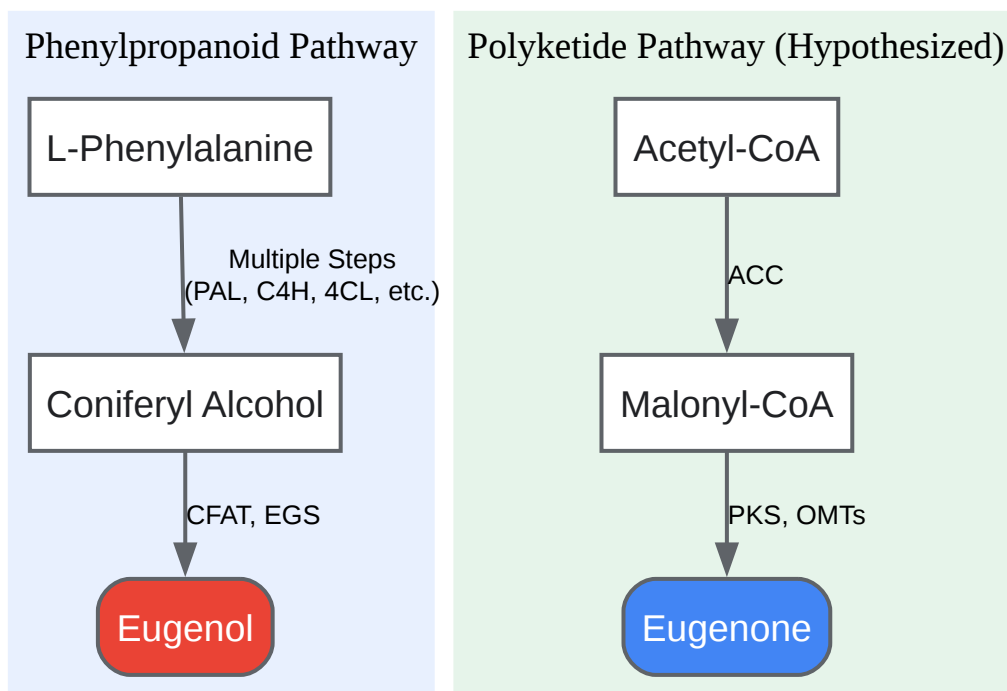 Phenylpropanoid Pathway
L-Phenylalanine
Multiple Steps
(PAL, C4H, 4CL, etc.)
Coniferyl Alcohol
CFAT, EGS
Eugenol
Polyketide Pathway (Hypothesized)
Acetyl-CoA
ACC
Malonyl-CoA
PKS, OMTs
Eugenone